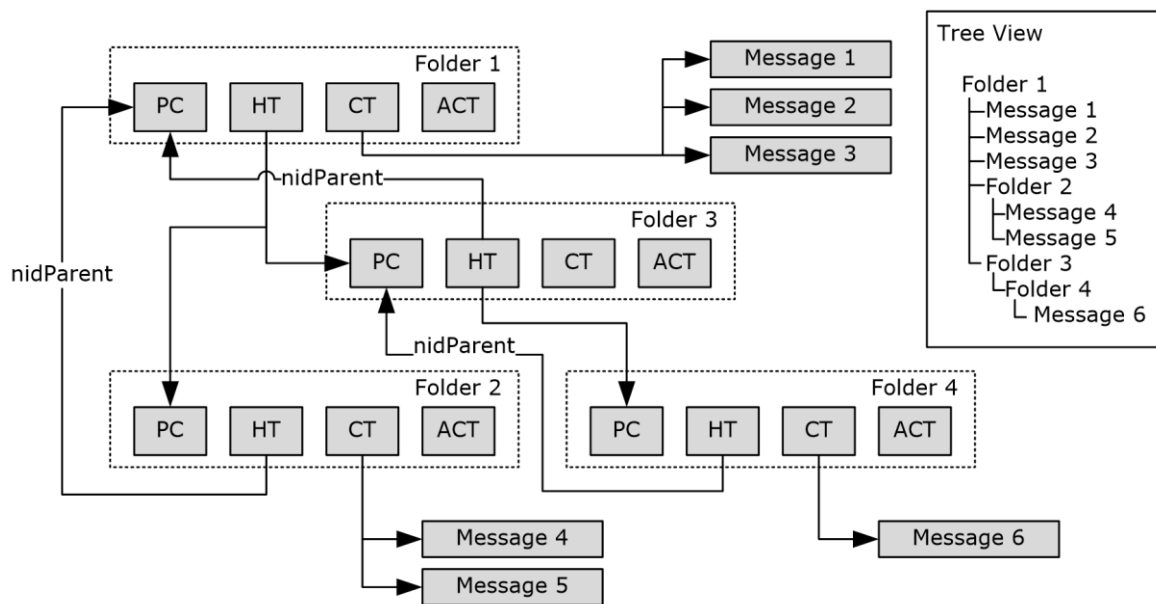 Folder 1
PC HT CT ACT
Message 1
Message 2
Message 3
nidParent
Folder 3
PC HT CT ACT
nidParent
nidParent
Folder 2
PC HT CT ACT
Folder 4
PC HT CT ACT
Message 4
Message 5
Message 6
Tree View
Folder 1
Message 1
Message 2
Message 3
Folder 2
Message 4
Message 5
Folder 3
Folder 4
Message 6